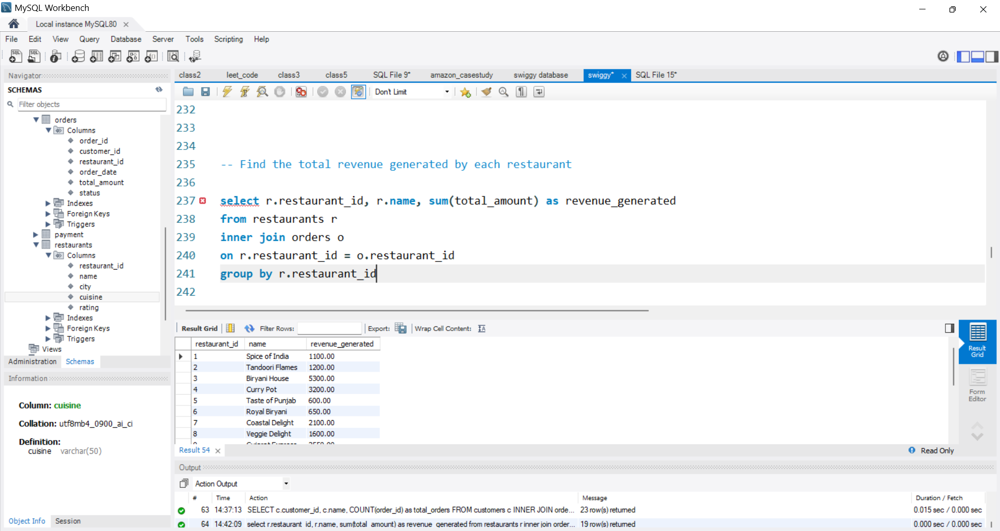 MySQL Workbench
Local instance MySQL80
File Edit View Query Database Server Tools Scripting Help
Navigator
SCHEMAS
Filter objects
orders
Columns
order_id
customer_id
restaurant_id
order_date
total_amount
status
Indexes
Foreign Keys
Triggers
payment
restaurants
Columns
restaurant_id
name
city
cuisine
rating
Indexes
Foreign Keys
Triggers
Views
Administration Schemas
Information
Column: cuisine
Collation: utf8mb4_0900_ai_ci
Definition:
cuisine varchar(50)
Object Info Session
class2 leet_code class3 class5 SQL File 9* amazon_casestudy swiggy database swiggy* SQL File 15*
Don't Limit
232
233
234
235 -- Find the total revenue generated by each restaurant
236
237 select r.restaurant_id, r.name, sum(total_amount) as revenue_generated
238 from restaurants r
239 inner join orders o
240 on r.restaurant_id = o.restaurant_id
241 group by r.restaurant_id
242
Result Grid Filter Rows: Export: Wrap Cell Content:
restaurant_id name revenue_generated
1 Spice of India 1100.00
2 Tandoori Flames 1200.00
3 Biryani House 5300.00
4 Curry Pot 3200.00
5 Taste of Punjab 600.00
6 Royal Biryani 650.00
7 Coastal Delight 2100.00
8 Veggie Delight 1600.00
Result Grid
Form Editor
Result 54
Read Only
Output
Action Output
# Time Action Message Duration / Fetch
63 14:37:13 SELECT c.customer_id, c.name, COUNT(order_id) as total_orders FROM customers c INNER JOIN orde... 23 row(s) returned 0.015 sec / 0.000 sec
64 14:42:09 select r.restaurant_id, r.name, sum(total_amount) as revenue_generated from restaurants r inner join order... 19 row(s) returned 0.000 sec / 0.000 sec